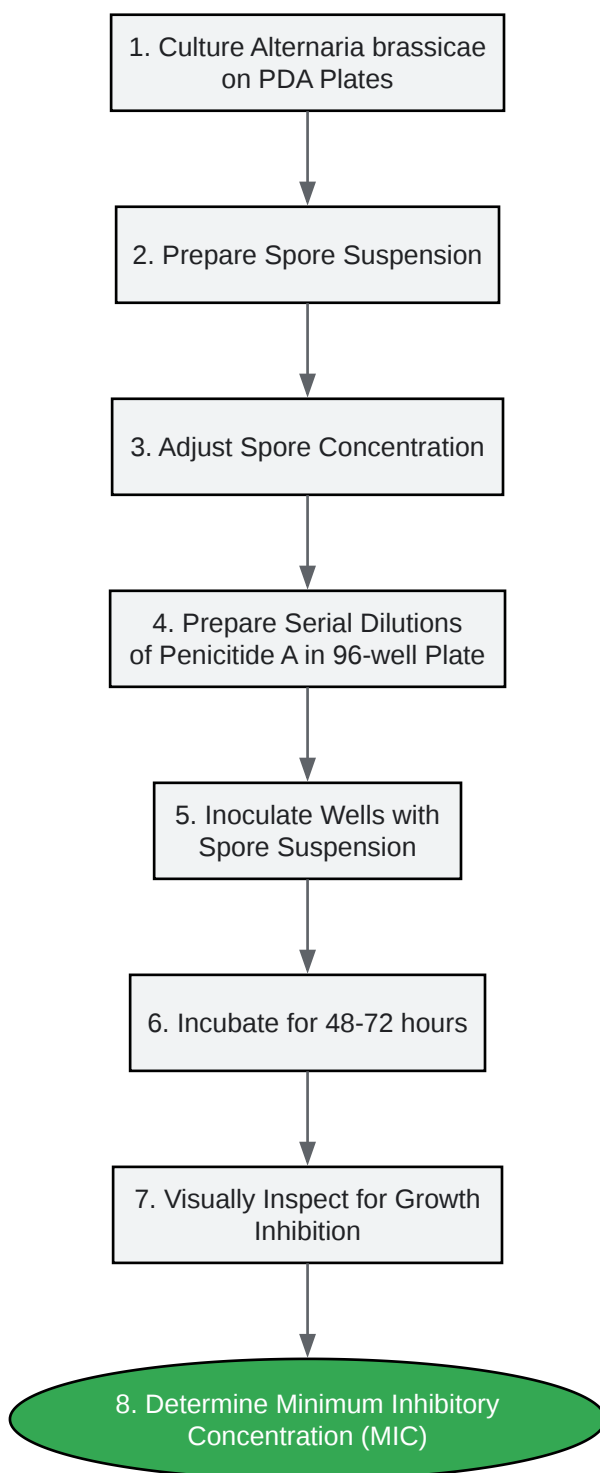 1. Culture Alternaria brassicae
on PDA Plates
2. Prepare Spore Suspension
3. Adjust Spore Concentration
4. Prepare Serial Dilutions
of Penicitide A in 96-well Plate
5. Inoculate Wells with
Spore Suspension
6. Incubate for 48-72 hours
7. Visually Inspect for Growth
Inhibition
8. Determine Minimum Inhibitory
Concentration (MIC)